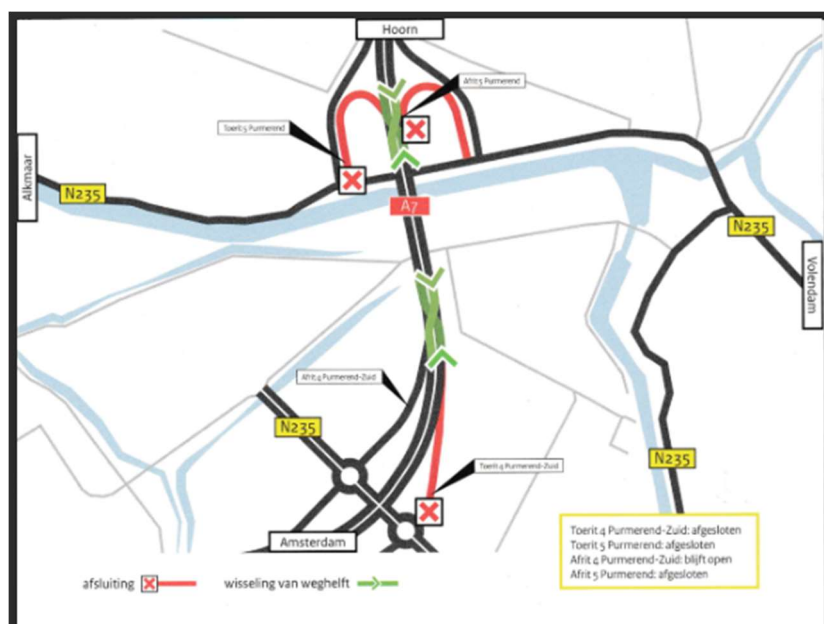 Hoorn
Afrit 5 Purmerend
Toerit 5 Purmerend
Alkmaar
N235
A7
N235
Volendam
Afrit 4 Purmerend-Zuid
N235
N235
Toerit 4 Purmerend-Zuid
Amsterdam
Toerit 4 Purmerend-Zuid: afgesloten
Toerit 5 Purmerend: afgesloten
Afrit 4 Purmerend-Zuid: blijft open
Afrit 5 Purmerend: afgesloten
afsluiting
wisseling van weghelft